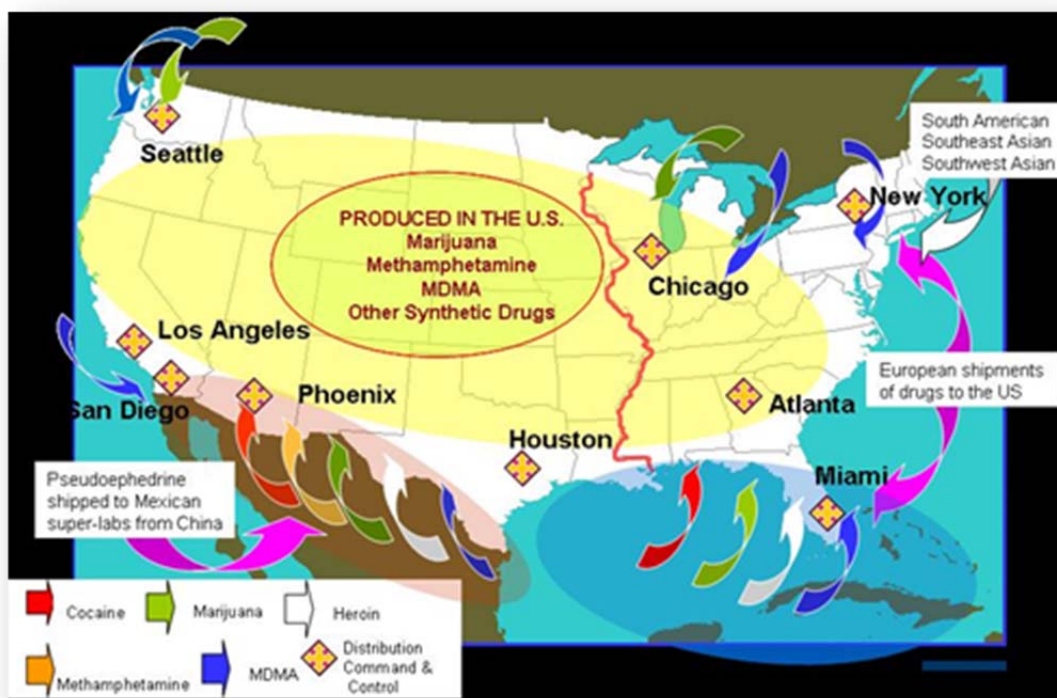 South American
Southeast Asian
Southwest Asian
Seattle
New York
PRODUCED IN THE U.S.
Marijuana
Methamphetamine
MDMA
Other Synthetic Drugs
Chicago
Los Angeles
European shipments
of drugs to the US
San Diego
Phoenix
Atlanta
Houston
Miami
Pseudoephedrine
shipped to Mexican
super-labs from China
Cocaine
Marijuana
Heroin
Methamphetamine
MDMA
Distribution
Command &
Control